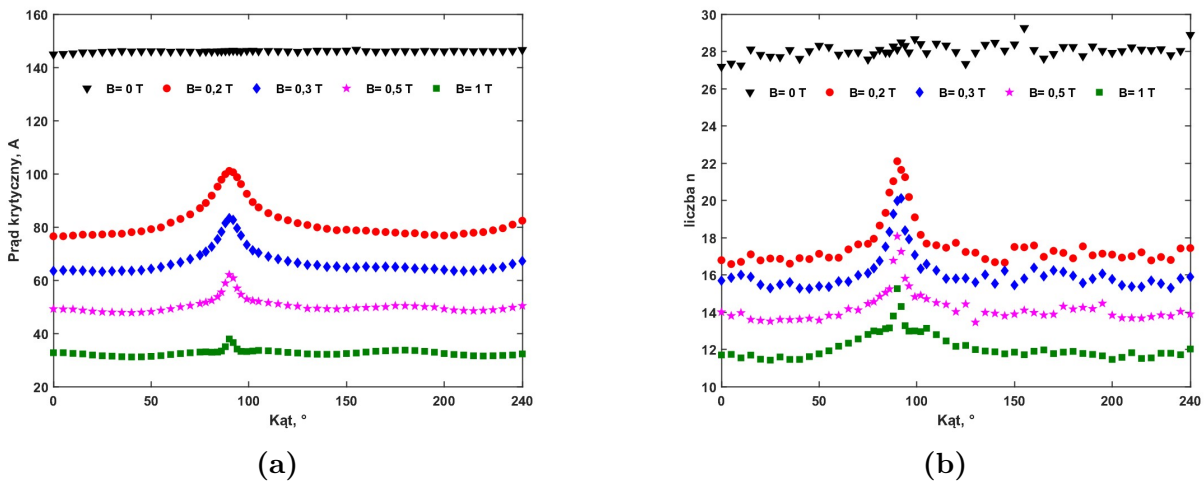 160
140
120
100
80
60
40
20
Prąd krytyczny, A
B= 0 T B= 0,2 T B= 0,3 T B= 0,5 T B= 1 T
0 50 100 150 200 240
Kąt, °
(a)
30
28
26
24
22
20
18
16
14
12
10
liczba n
B= 0 T B= 0,2 T B= 0,3 T B= 0,5 T B= 1 T
0 50 100 150 200 240
Kąt, °
(b)